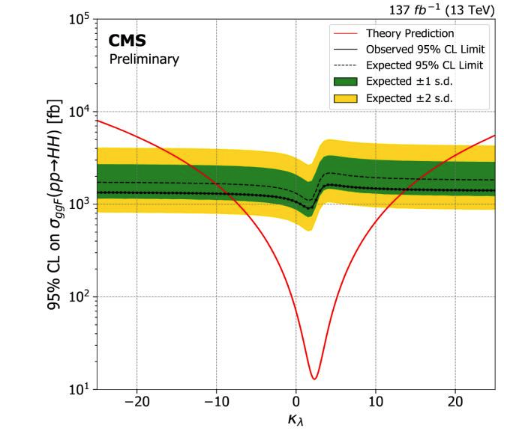 137 fb⁻¹ (13 TeV)
CMS
Preliminary
Theory Prediction
Observed 95% CL Limit
Expected 95% CL Limit
Expected ±1 s.d.
Expected ±2 s.d.
95% CL on σggF(pp→HH) [fb]
10⁵
10⁴
10³
10²
10¹
−20
−10
0
10
20
κλ